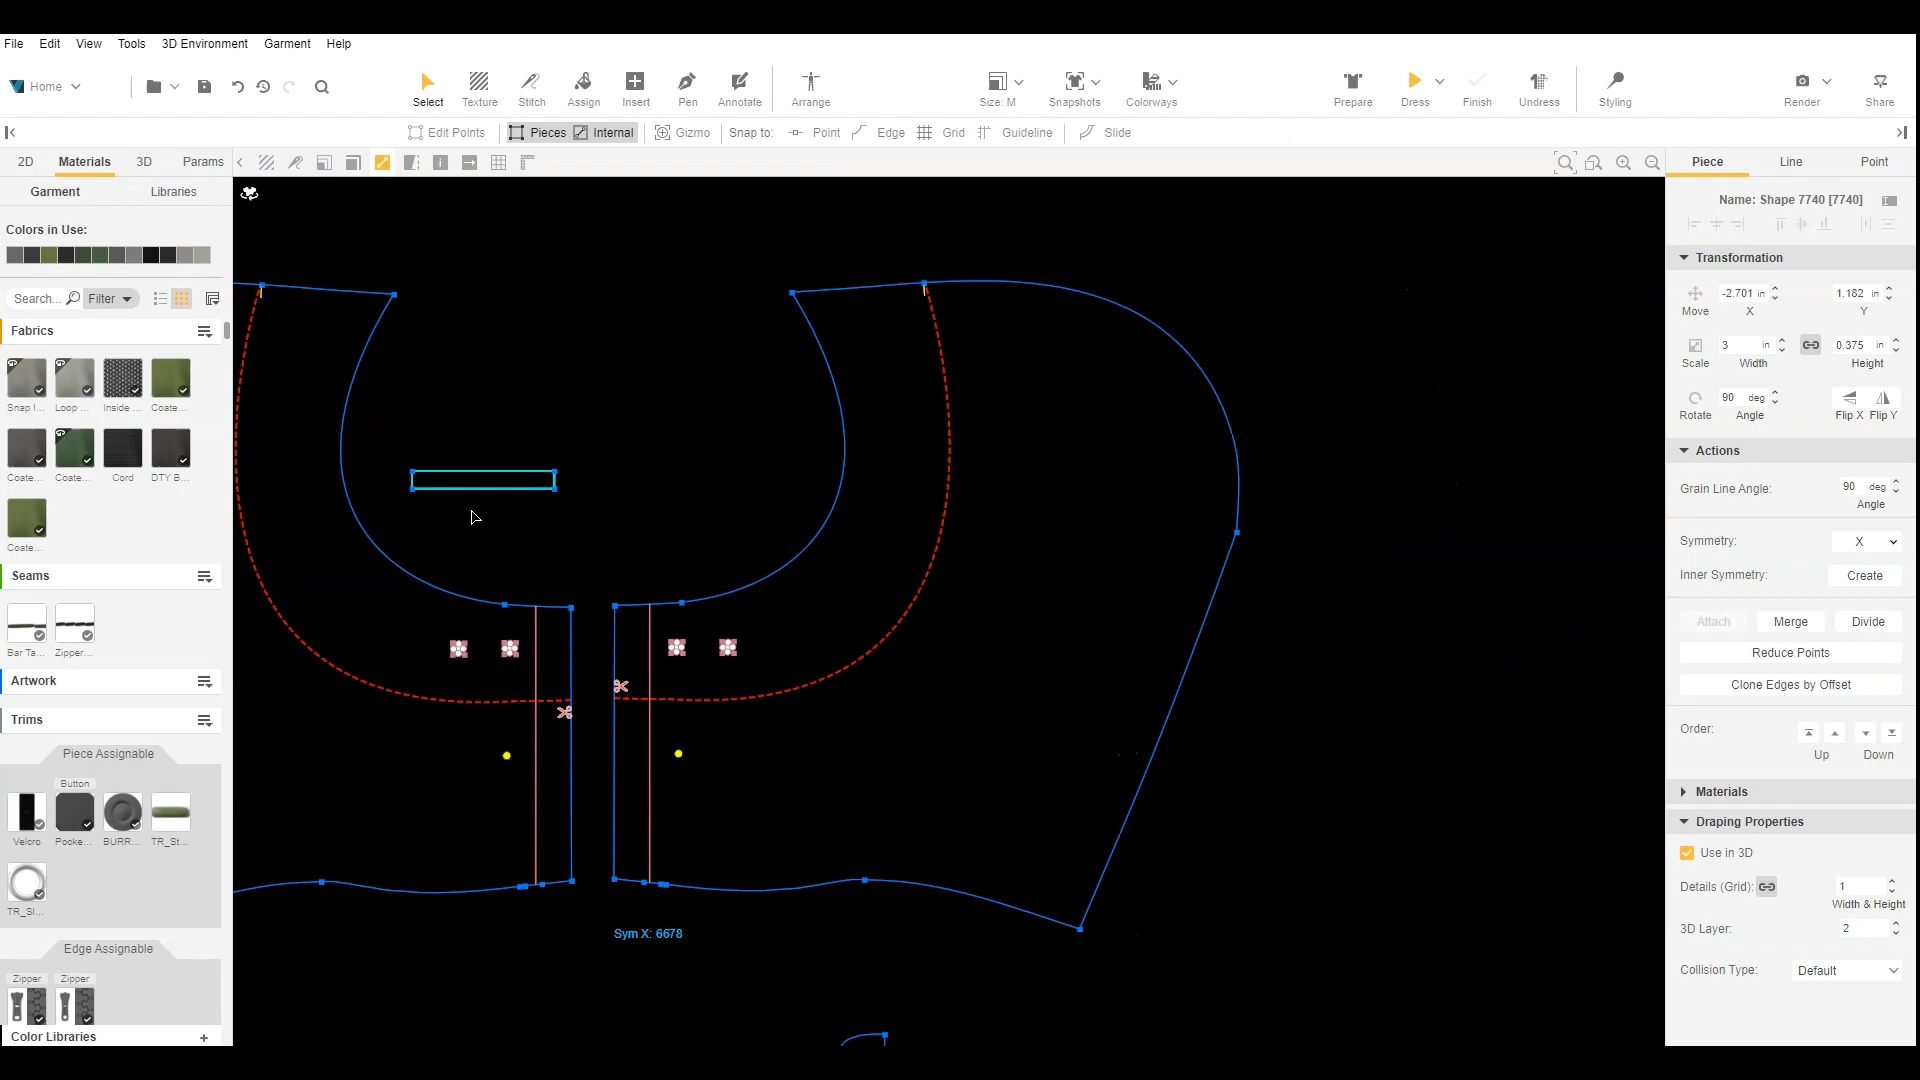 File Edit View Tools 3D Environment Garment Help
Home
Select Texture Stitch Assign Insert Pen Annotate Arrange Size: M Snapshots Colorways Prepare Dress Finish Undress Styling Render Share
Edit Points Pieces Internal Gizmo Snap to: Point Edge Grid Guideline Slide
2D Materials 3D Params Piece Line Point
Garment Libraries
Name: Shape 7740 [7740]
Colors in Use:
Transformation
-2.701 in 1.182 in
Move X Y
Search... Filter
Fabrics
3 in 0.375 in
Scale Width Height
90 deg
Snap I... Loop ... Inside ... Coate...
Rotate Angle Flip X Flip Y
Actions
Coate... Coate... Cord DTY B...
Grain Line Angle: 90 deg
Angle
Coate...
Symmetry: X
Seams
Inner Symmetry: Create
Attach Merge Divide
Bar Ta... Zipper...
Reduce Points
Artwork
Clone Edges by Offset
Trims
Order:
Piece Assignable
Up Down
Button
Materials
Velcro Pocke... BURR... TR_St...
Draping Properties
Use in 3D
Details (Grid): 1
Width & Height
TR_Sl...
3D Layer: 2
Sym X: 6678
Edge Assignable
Collision Type: Default
Zipper Zipper
Color Libraries +